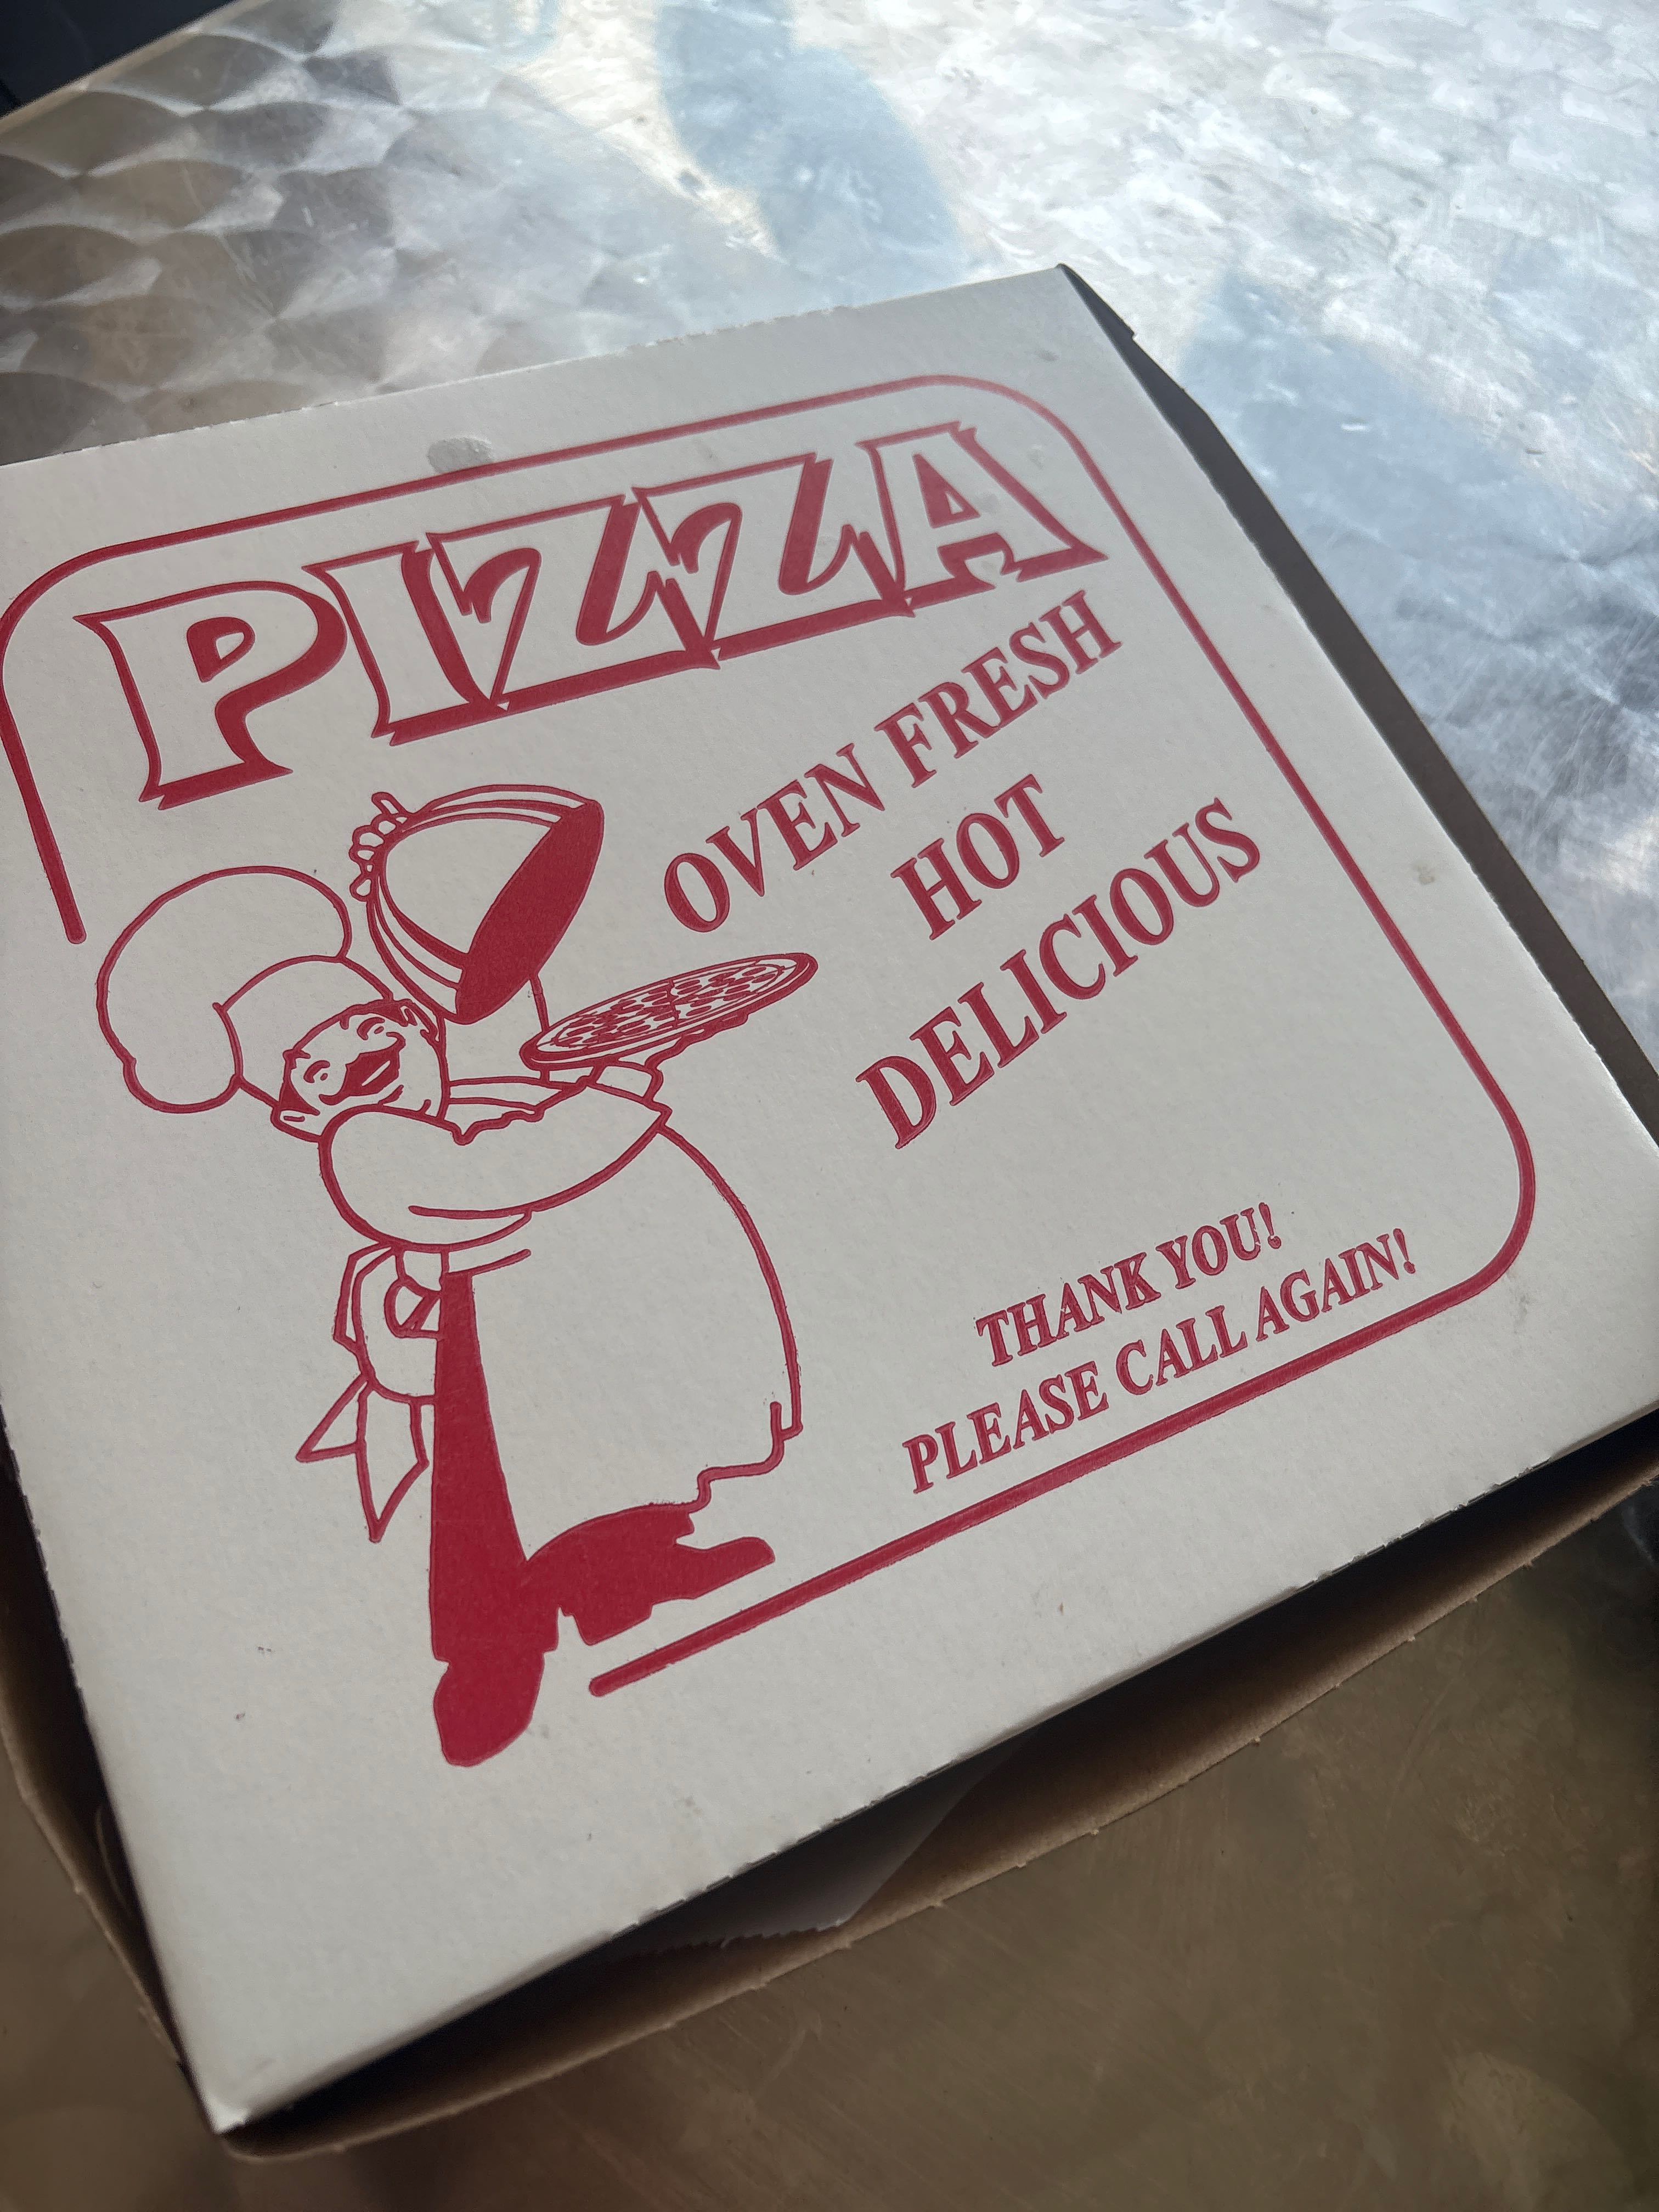 PIZZA
OVEN FRESH
HOT
DELICIOUS
THANK YOU!
PLEASE CALL AGAIN!